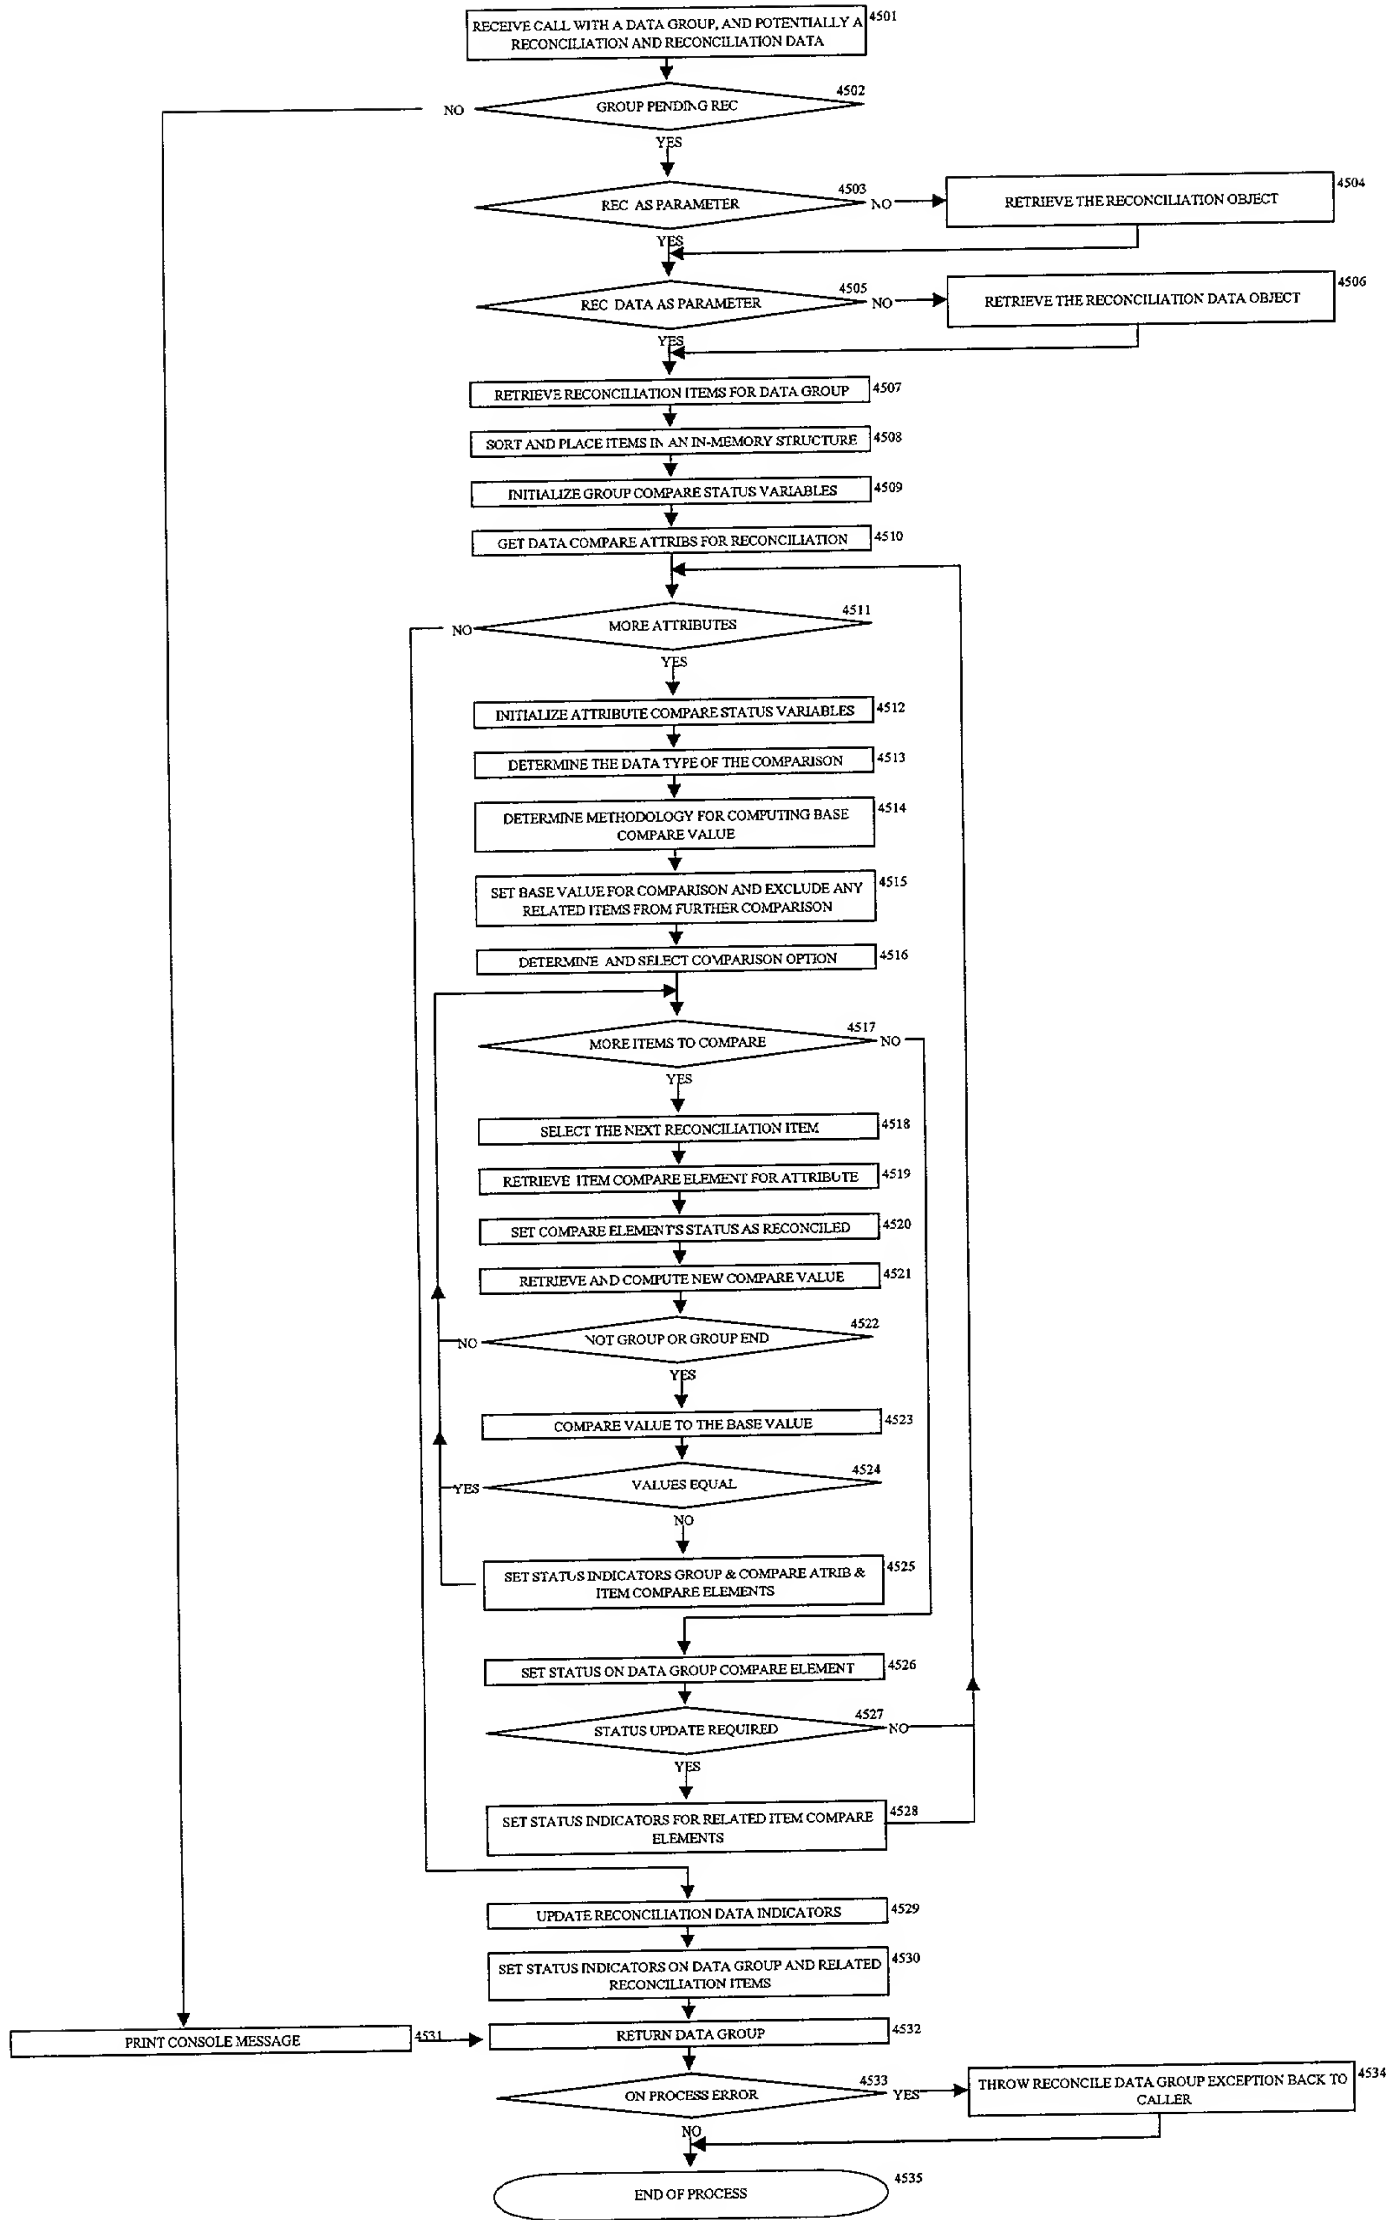 RECEIVE CALL WITH A DATA GROUP, AND POTENTIALLY A
RECONCILIATION AND RECONCILIATION DATA
4501
4502
GROUP PENDING REC
NO
YES
4503
REC AS PARAMETER
NO
4504
RETRIEVE THE RECONCILIATION OBJECT
YES
4505
REC DATA AS PARAMETER
NO
4506
RETRIEVE THE RECONCILIATION DATA OBJECT
YES
RETRIEVE RECONCILIATION ITEMS FOR DATA GROUP
4507
SORT AND PLACE ITEMS IN AN IN-MEMORY STRUCTURE
4508
INITIALIZE GROUP COMPARE STATUS VARIABLES
4509
GET DATA COMPARE ATTRIBS FOR RECONCILIATION
4510
4511
MORE ATTRIBUTES
NO
YES
INITIALIZE ATTRIBUTE COMPARE STATUS VARIABLES
4512
DETERMINE THE DATA TYPE OF THE COMPARISON
4513
DETERMINE METHODOLOGY FOR COMPUTING BASE
COMPARE VALUE
4514
SET BASE VALUE FOR COMPARISON AND EXCLUDE ANY
RELATED ITEMS FROM FURTHER COMPARISON
4515
DETERMINE AND SELECT COMPARISON OPTION
4516
4517
MORE ITEMS TO COMPARE
NO
YES
SELECT THE NEXT RECONCILIATION ITEM
4518
RETRIEVE ITEM COMPARE ELEMENT FOR ATTRIBUTE
4519
SET COMPARE ELEMENT'S STATUS AS RECONCILED
4520
RETRIEVE AND COMPUTE NEW COMPARE VALUE
4521
4522
NOT GROUP OR GROUP END
NO
YES
COMPARE VALUE TO THE BASE VALUE
4523
4524
VALUES EQUAL
YES
NO
SET STATUS INDICATORS GROUP & COMPARE ATRIB &
ITEM COMPARE ELEMENTS
4525
SET STATUS ON DATA GROUP COMPARE ELEMENT
4526
4527
STATUS UPDATE REQUIRED
NO
YES
SET STATUS INDICATORS FOR RELATED ITEM COMPARE
ELEMENTS
4528
UPDATE RECONCILIATION DATA INDICATORS
4529
SET STATUS INDICATORS ON DATA GROUP AND RELATED
RECONCILIATION ITEMS
4530
PRINT CONSOLE MESSAGE
4531
RETURN DATA GROUP
4532
4533
ON PROCESS ERROR
YES
THROW RECONCILE DATA GROUP EXCEPTION BACK TO
CALLER
4534
NO
4535
END OF PROCESS